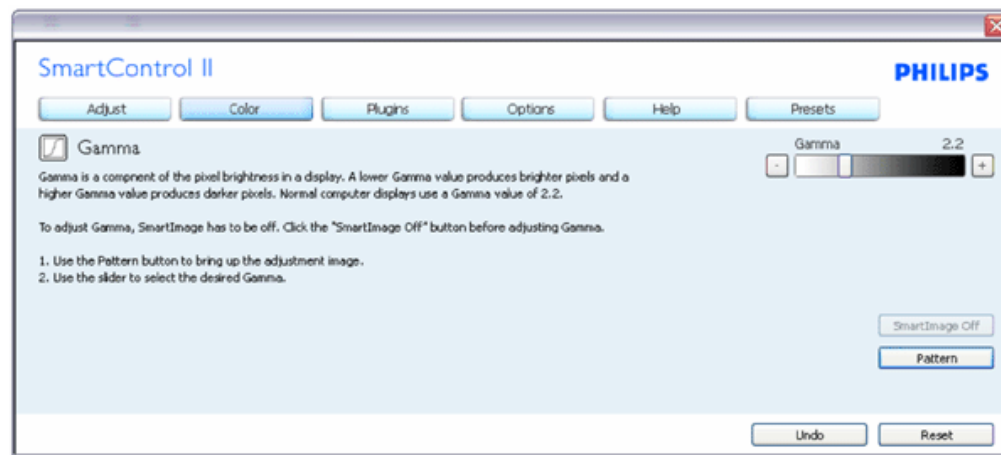 SmartControl II
PHILIPS
Adjust Color Plugins Options Help Presets
Gamma
Gamma 2.2
- +
Gamma is a compnent of the pixel brightness in a display. A lower Gamma value produces brighter pixels and a
higher Gamma value produces darker pixels. Normal computer displays use a Gamma value of 2.2.
To adjust Gamma, SmartImage has to be off. Click the "SmartImage Off" button before adjusting Gamma.
1. Use the Pattern button to bring up the adjustment image.
2. Use the slider to select the desired Gamma.
SmartImage Off
Pattern
Undo Reset